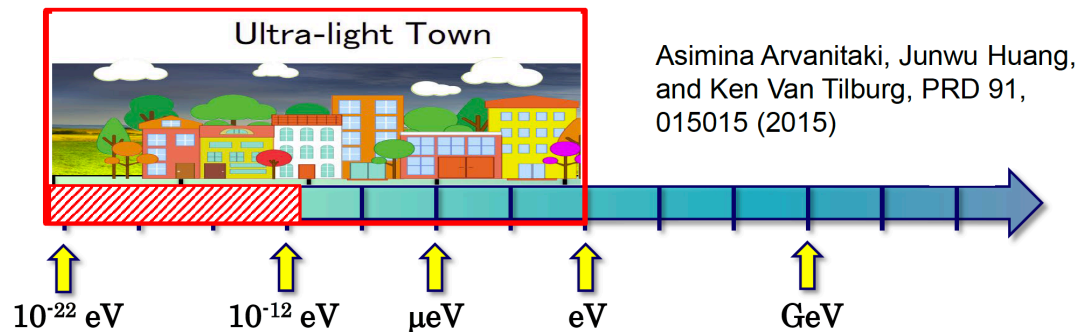 Ultra-light Town
Asimina Arvanitaki, Junwu Huang,
and Ken Van Tilburg, PRD 91,
015015 (2015)
10⁻²² eV 10⁻¹² eV μeV eV GeV